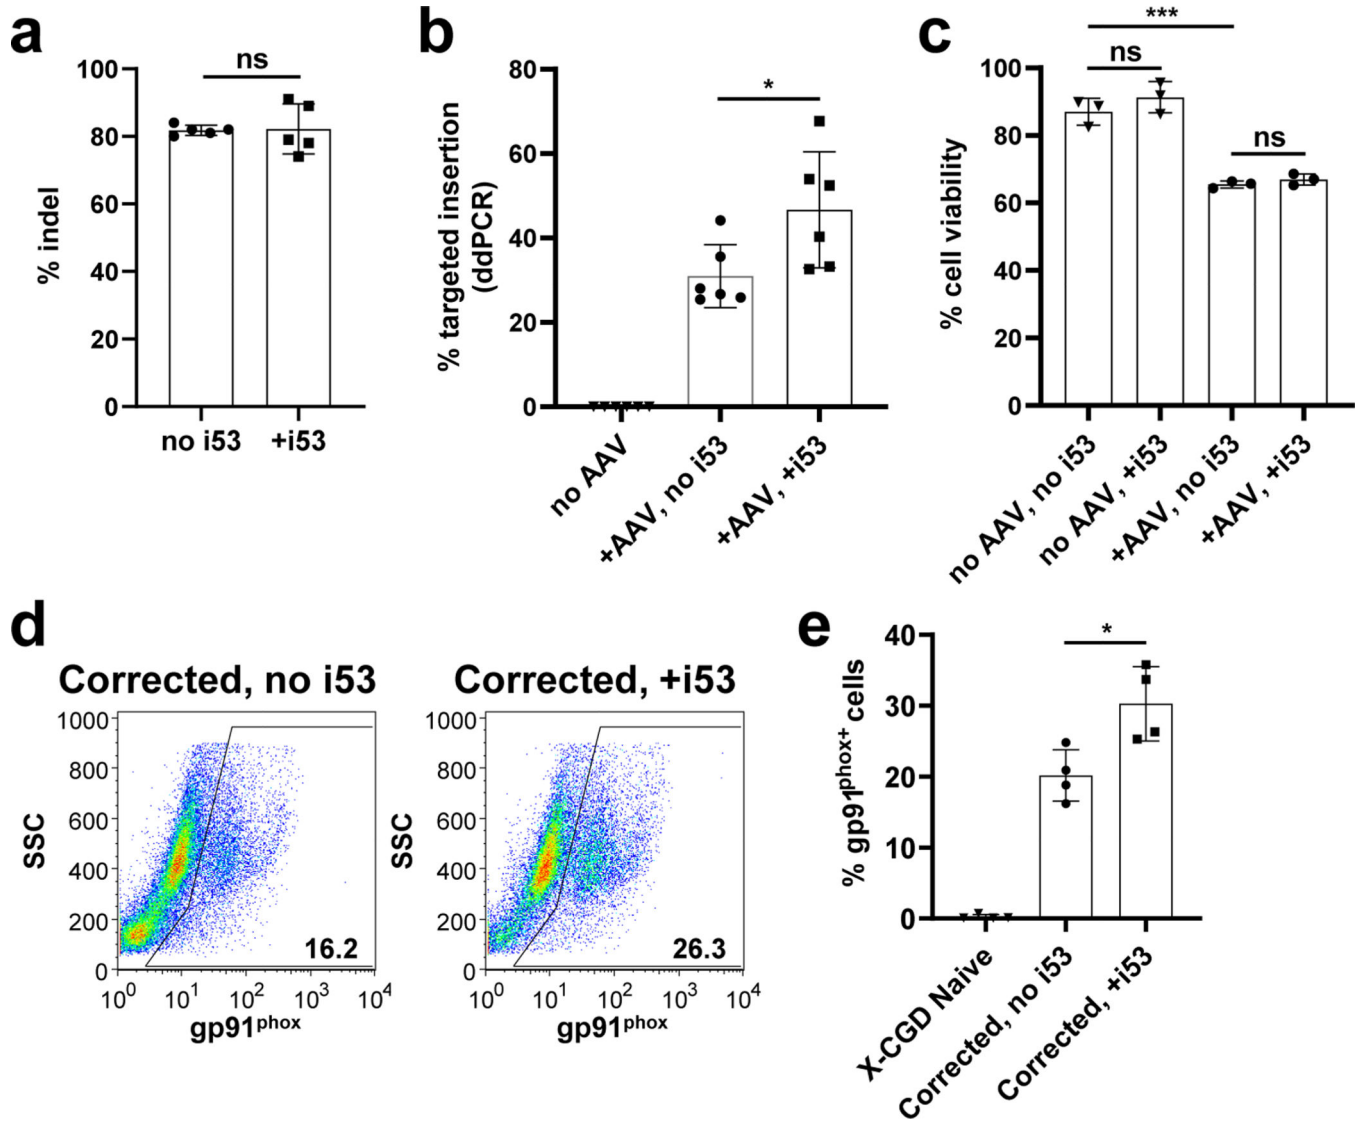 a
ns
% indel
100
80
60
40
20
0
no i53
+i53
b
*
% targeted insertion
(ddPCR)
80
60
40
20
0
no AAV
+AAV, no i53
+AAV, +i53
c
***
ns
ns
% cell viability
100
80
60
40
20
0
no AAV, no i53
no AAV, +i53
+AAV, no i53
+AAV, +i53
d
Corrected, no i53
SSC
1000
800
600
400
200
0
16.2
10⁰ 10¹ 10² 10³ 10⁴
gp91ᵖʰᵒˣ
Corrected, +i53
SSC
1000
800
600
400
200
0
26.3
10⁰ 10¹ 10² 10³ 10⁴
gp91ᵖʰᵒˣ
e
*
% gp91ᵖʰᵒˣ⁺ cells
40
30
20
10
0
X-CGD Naive
Corrected, no i53
Corrected, +i53